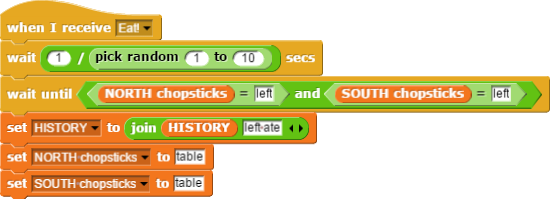 when I receive Eat!
wait 1 / pick random 1 to 10 secs
wait until NORTH chopsticks = left and SOUTH chopsticks = left
set HISTORY to join HISTORY left-ate
set NORTH chopsticks to table
set SOUTH chopsticks to table